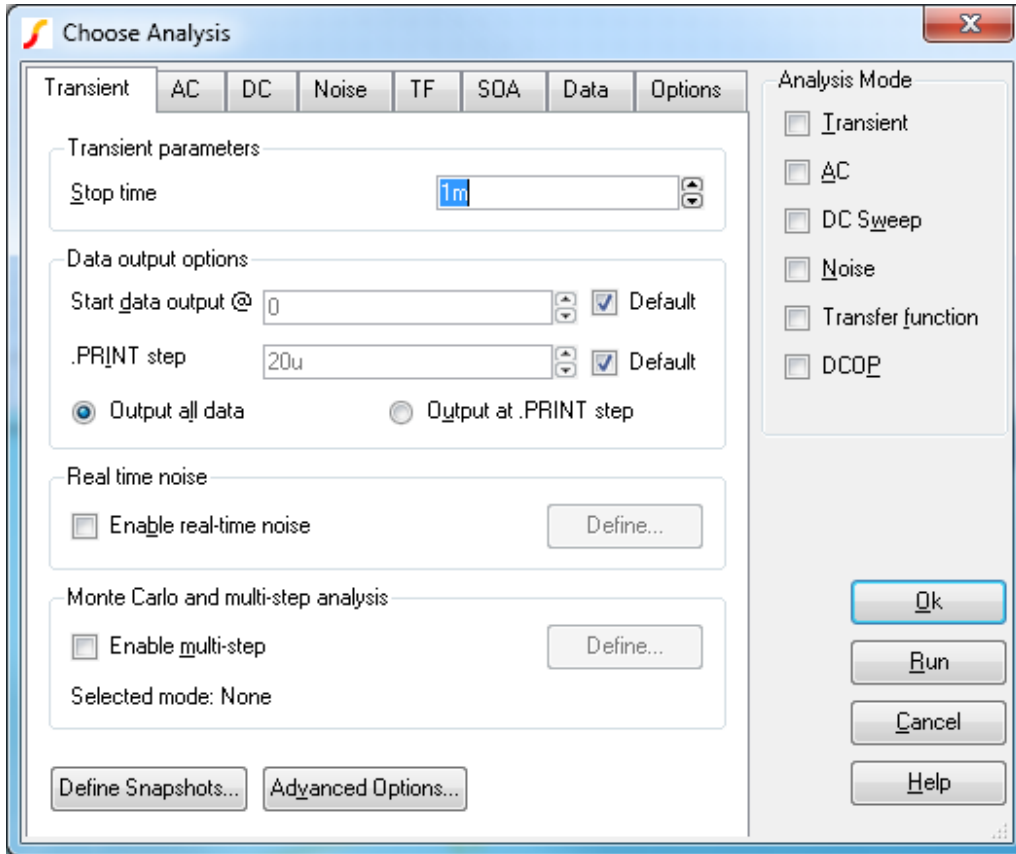 Choose Analysis
Transient AC DC Noise TF SOA Data Options
Transient parameters
Stop time 1m
Data output options
Start data output @ 0 Default
.PRINT step 20u Default
Output all data Output at .PRINT step
Real time noise
Enable real-time noise Define...
Monte Carlo and multi-step analysis
Enable multi-step Define...
Selected mode: None
Define Snapshots... Advanced Options...
Analysis Mode
Transient
AC
DC Sweep
Noise
Transfer function
DCOP
Ok
Run
Cancel
Help